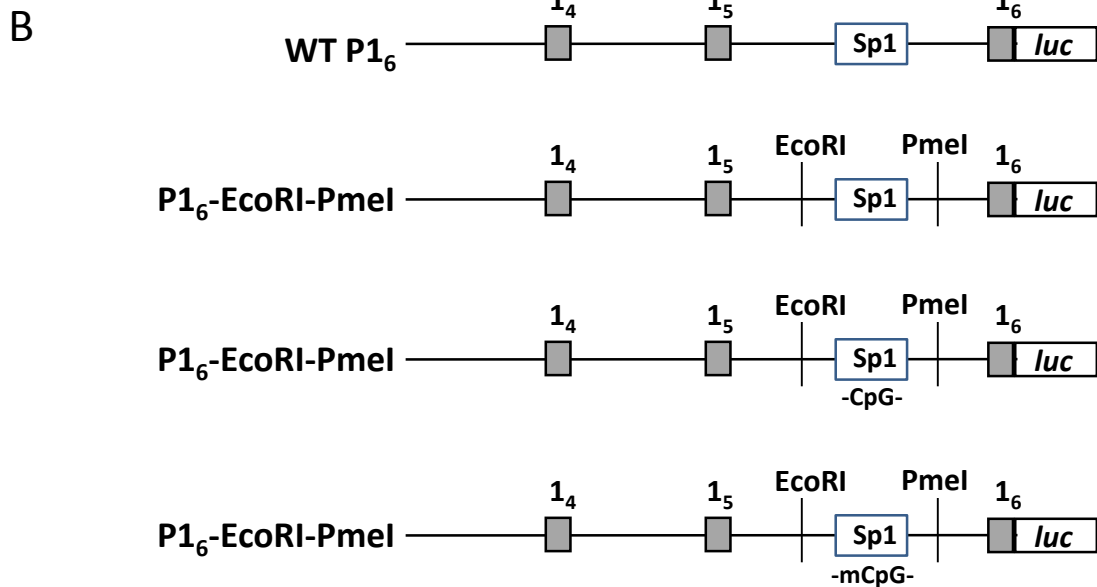 B
1₄ 1₅ 1₆
WT P1₆ Sp1 luc
EcoRI PmeI
1₄ 1₅ 1₆
P1₆-EcoRI-PmeI Sp1 luc
EcoRI PmeI
1₄ 1₅ 1₆
P1₆-EcoRI-PmeI Sp1 luc
-CpG-
EcoRI PmeI
1₄ 1₅ 1₆
P1₆-EcoRI-PmeI Sp1 luc
-mCpG-